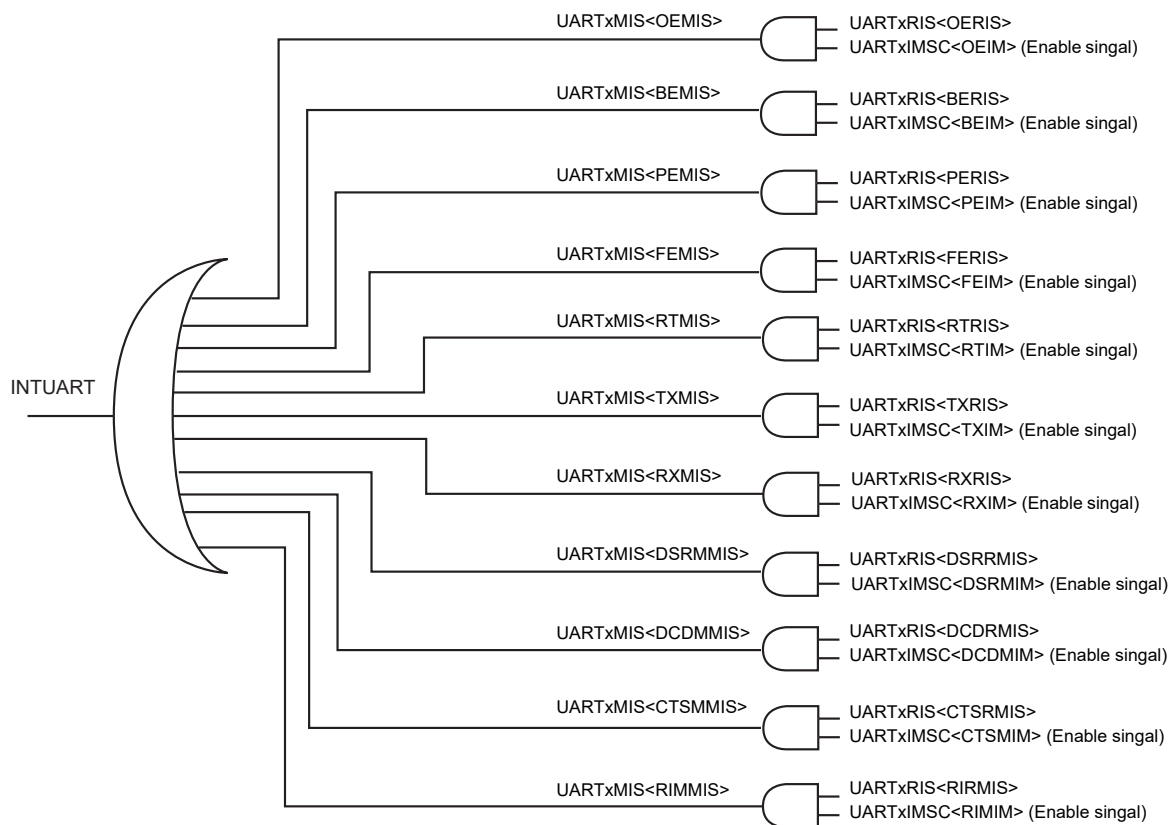 UARTxMIS<OEMIS>
UARTxRIS<OERIS>
UARTxIMSC<OEIM> (Enable singal)
UARTxMIS<BEMIS>
UARTxRIS<BERIS>
UARTxIMSC<BEIM> (Enable singal)
UARTxMIS<PEMIS>
UARTxRIS<PERIS>
UARTxIMSC<PEIM> (Enable singal)
UARTxMIS<FEMIS>
UARTxRIS<FERIS>
UARTxIMSC<FEIM> (Enable singal)
UARTxMIS<RTMIS>
UARTxRIS<RTRIS>
UARTxIMSC<RTIM> (Enable singal)
INTUART
UARTxMIS<TXMIS>
UARTxRIS<TXRIS>
UARTxIMSC<TXIM> (Enable singal)
UARTxMIS<RXMIS>
UARTxRIS<RXRIS>
UARTxIMSC<RXIM> (Enable singal)
UARTxMIS<DSRMMIS>
UARTxRIS<DSRRMIS>
UARTxIMSC<DSRMIM> (Enable singal)
UARTxMIS<DCDMMIS>
UARTxRIS<DCDRMIS>
UARTxIMSC<DCDMIM> (Enable singal)
UARTxMIS<CTSMMIS>
UARTxRIS<CTSRMIS>
UARTxIMSC<CTSMIM> (Enable singal)
UARTxMIS<RIMMIS>
UARTxRIS<RIRMIS>
UARTxIMSC<RIMIM> (Enable singal)